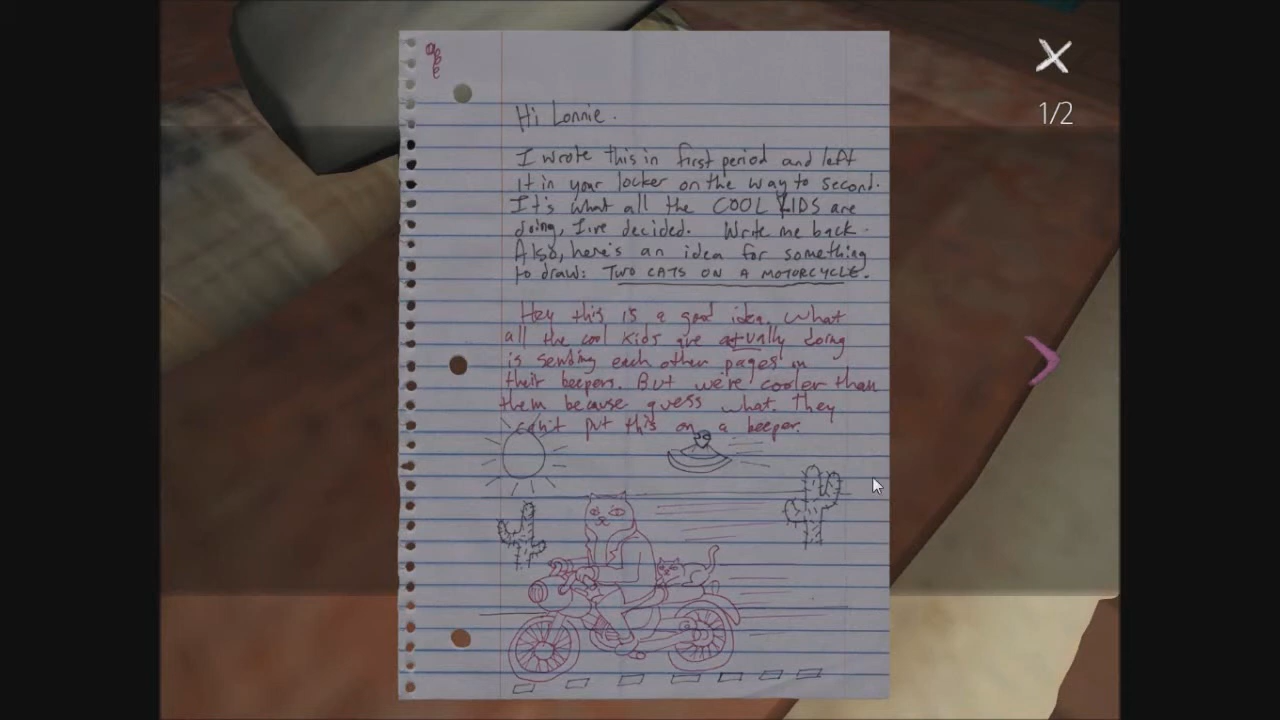 1/2
Hi Lonnie.
I wrote this in first period and left
it in your locker on the way to second.
It's what all the COOL KIDS are
doing, I've decided. Write me back.
Also, here's an idea for something
to draw: TWO CATS ON A MOTORCYCLE.
Hey this is a good idea. What
all the cool kids are actually doing
is sending each other pages on
their beepers. But we're cooler than
them because guess what. They
can't put this on a beeper.